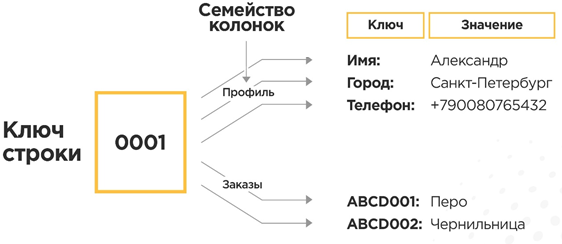 Семейство
колонок
Ключ Значение
Имя: Александр
Профиль
Город: Санкт-Петербург
Телефон: +790080765432
Ключ
строки
0001
Заказы
ABCD001: Перо
ABCD002: Чернильница